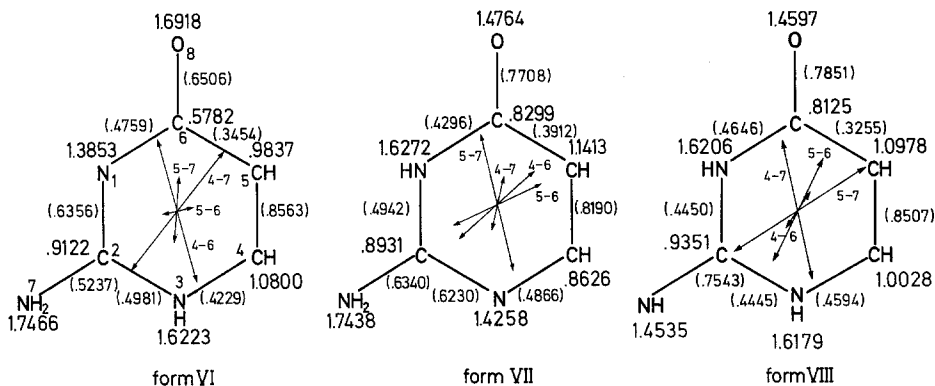 1.6918
O8
(.6506)
(.4759)
.5782
C6
(.3454)
1.3853
N1
5-7
4-7
.9837
CH
5
5-6
(.6356)
(.8563)
.9122
C2
4-6
4
CH
1.0800
7
NH2
1.7466
(.5237)
(.4981)
3
N
H
(.4229)
1.6223
form VI
1.4764
O
(.7708)
(.4296)
.8299
C
(.3912)
1.6272
HN
5-7
4-6
1.1413
CH
5-6
(.4942)
(.8190)
.8931
C
CH
.8626
NH2
1.7438
(.6340)
(.6230)
N
(.4866)
1.4258
form VII
1.4597
O
(.7851)
(.4646)
.8125
C
(.3255)
1.6206
HN
5-6
4-7
1.0978
CH
5-7
(.4450)
(.8507)
.9351
C
4-6
CH
1.0028
NH
1.4535
(.7543)
(.4445)
N
H
(.4594)
1.6179
form VIII